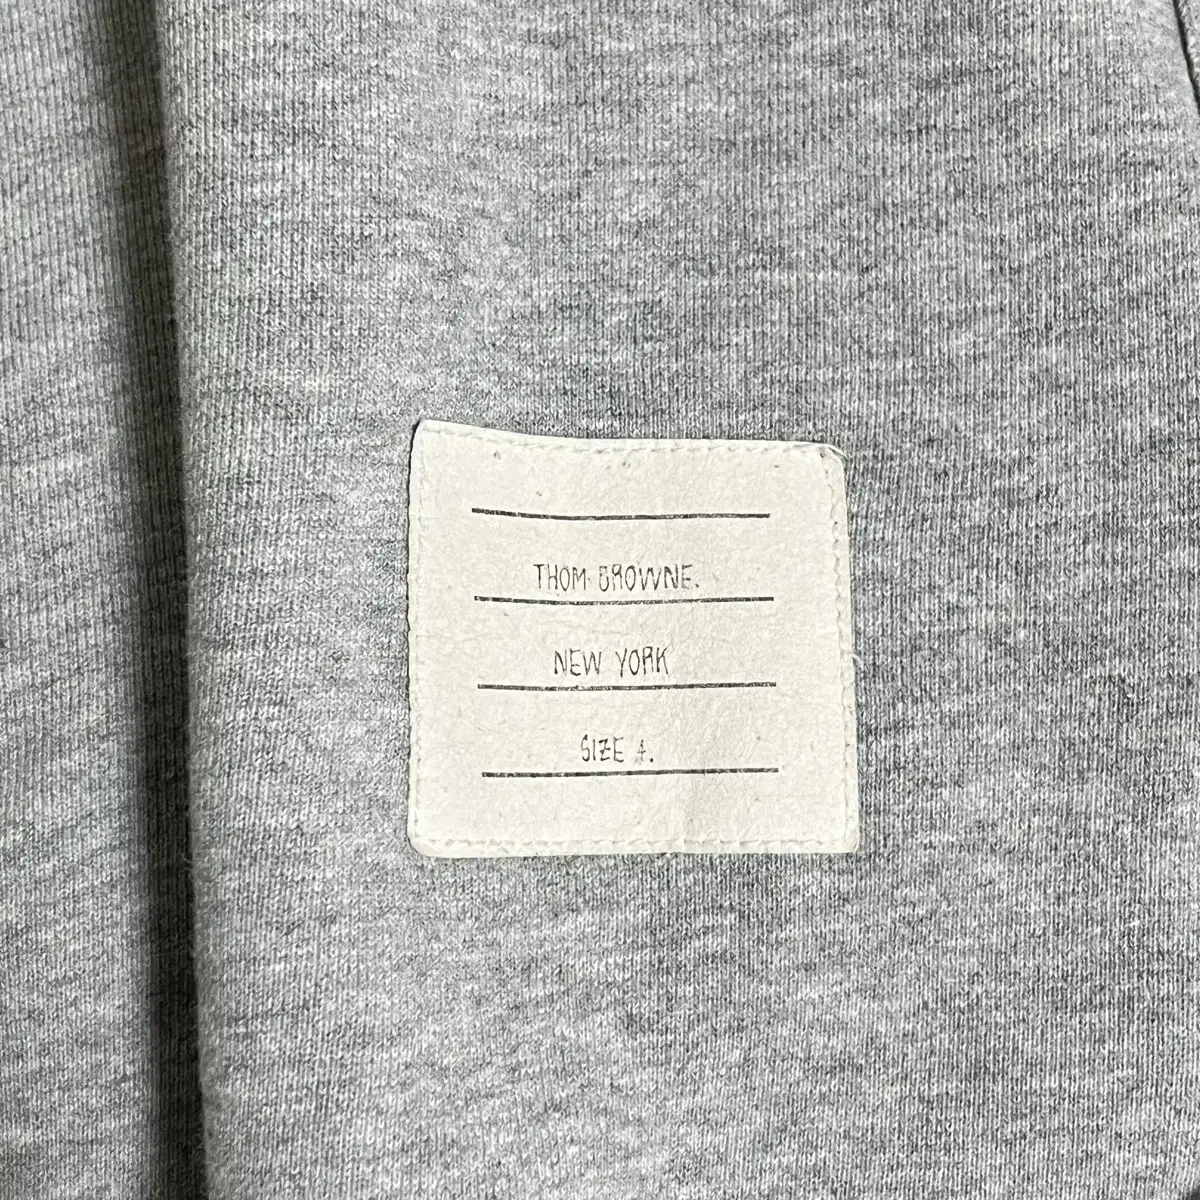 THOM BROWNE.
NEW YORK
SIZE 4.